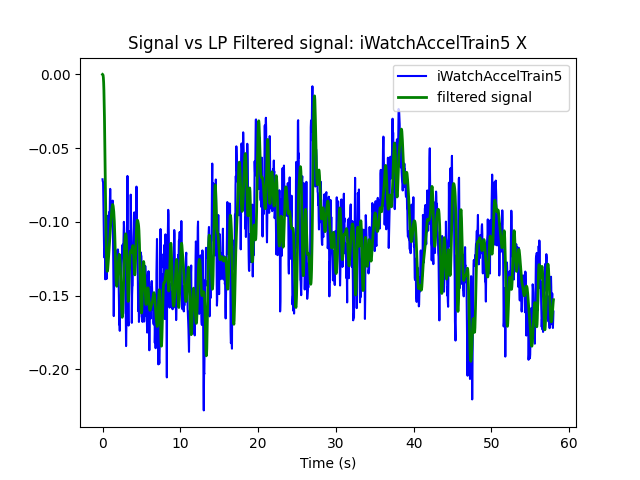 Signal vs LP Filtered signal: iWatchAccelTrain5 X
iWatchAccelTrain5
filtered signal
0.00
−0.05
−0.10
−0.15
−0.20
0 10 20 30 40 50 60
Time (s)